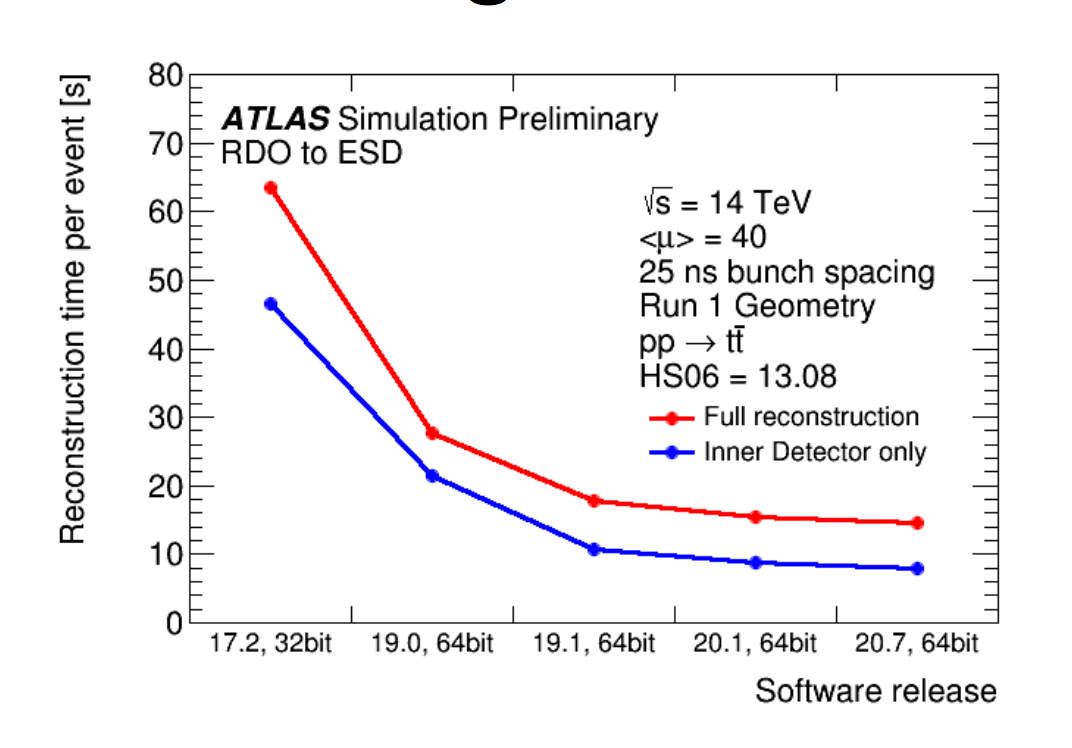 Reconstruction time per event [s]
80
70
60
50
40
30
20
10
0
ATLAS Simulation Preliminary
RDO to ESD
√s = 14 TeV
<μ> = 40
25 ns bunch spacing
Run 1 Geometry
pp → tt̄
HS06 = 13.08
Full reconstruction
Inner Detector only
17.2, 32bit 19.0, 64bit 19.1, 64bit 20.1, 64bit 20.7, 64bit
Software release